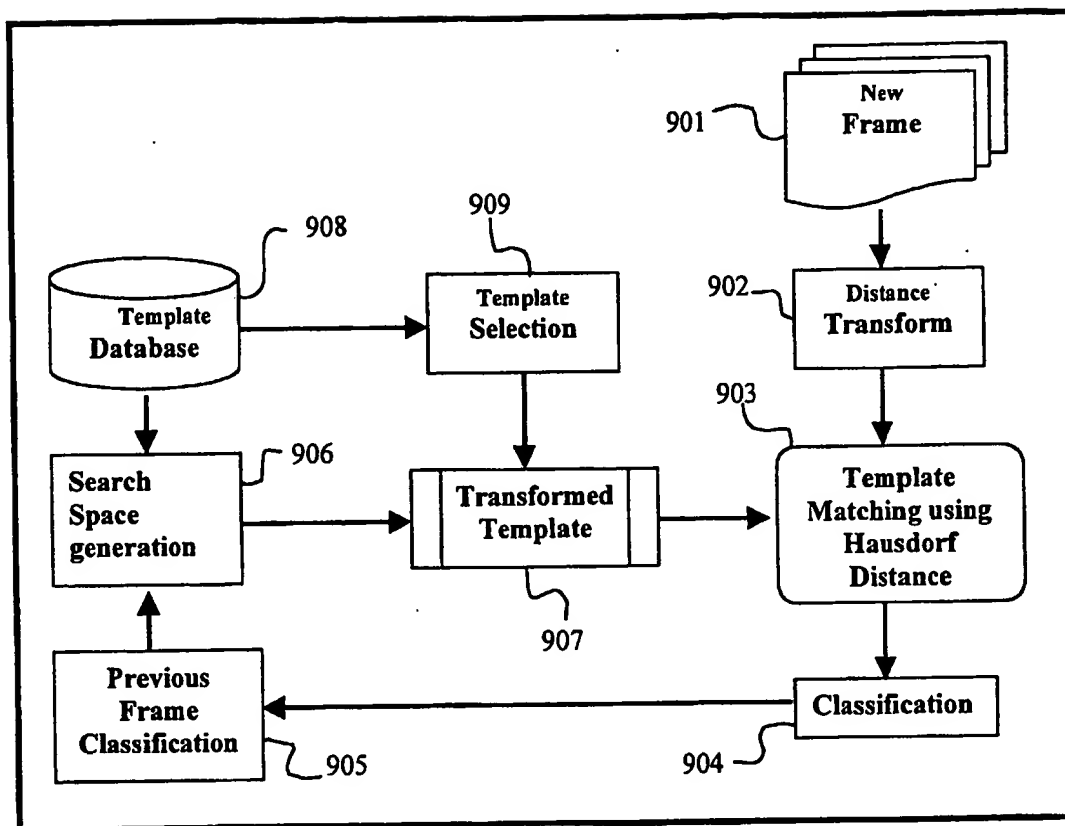 New
Frame
901
909
908
902
Distance
Transform
Template
Database
Template
Selection
903
906
Search
Space
generation
Transformed
Template
Template
Matching using
Hausdorf
Distance
907
Previous
Frame
Classification
905
Classification
904